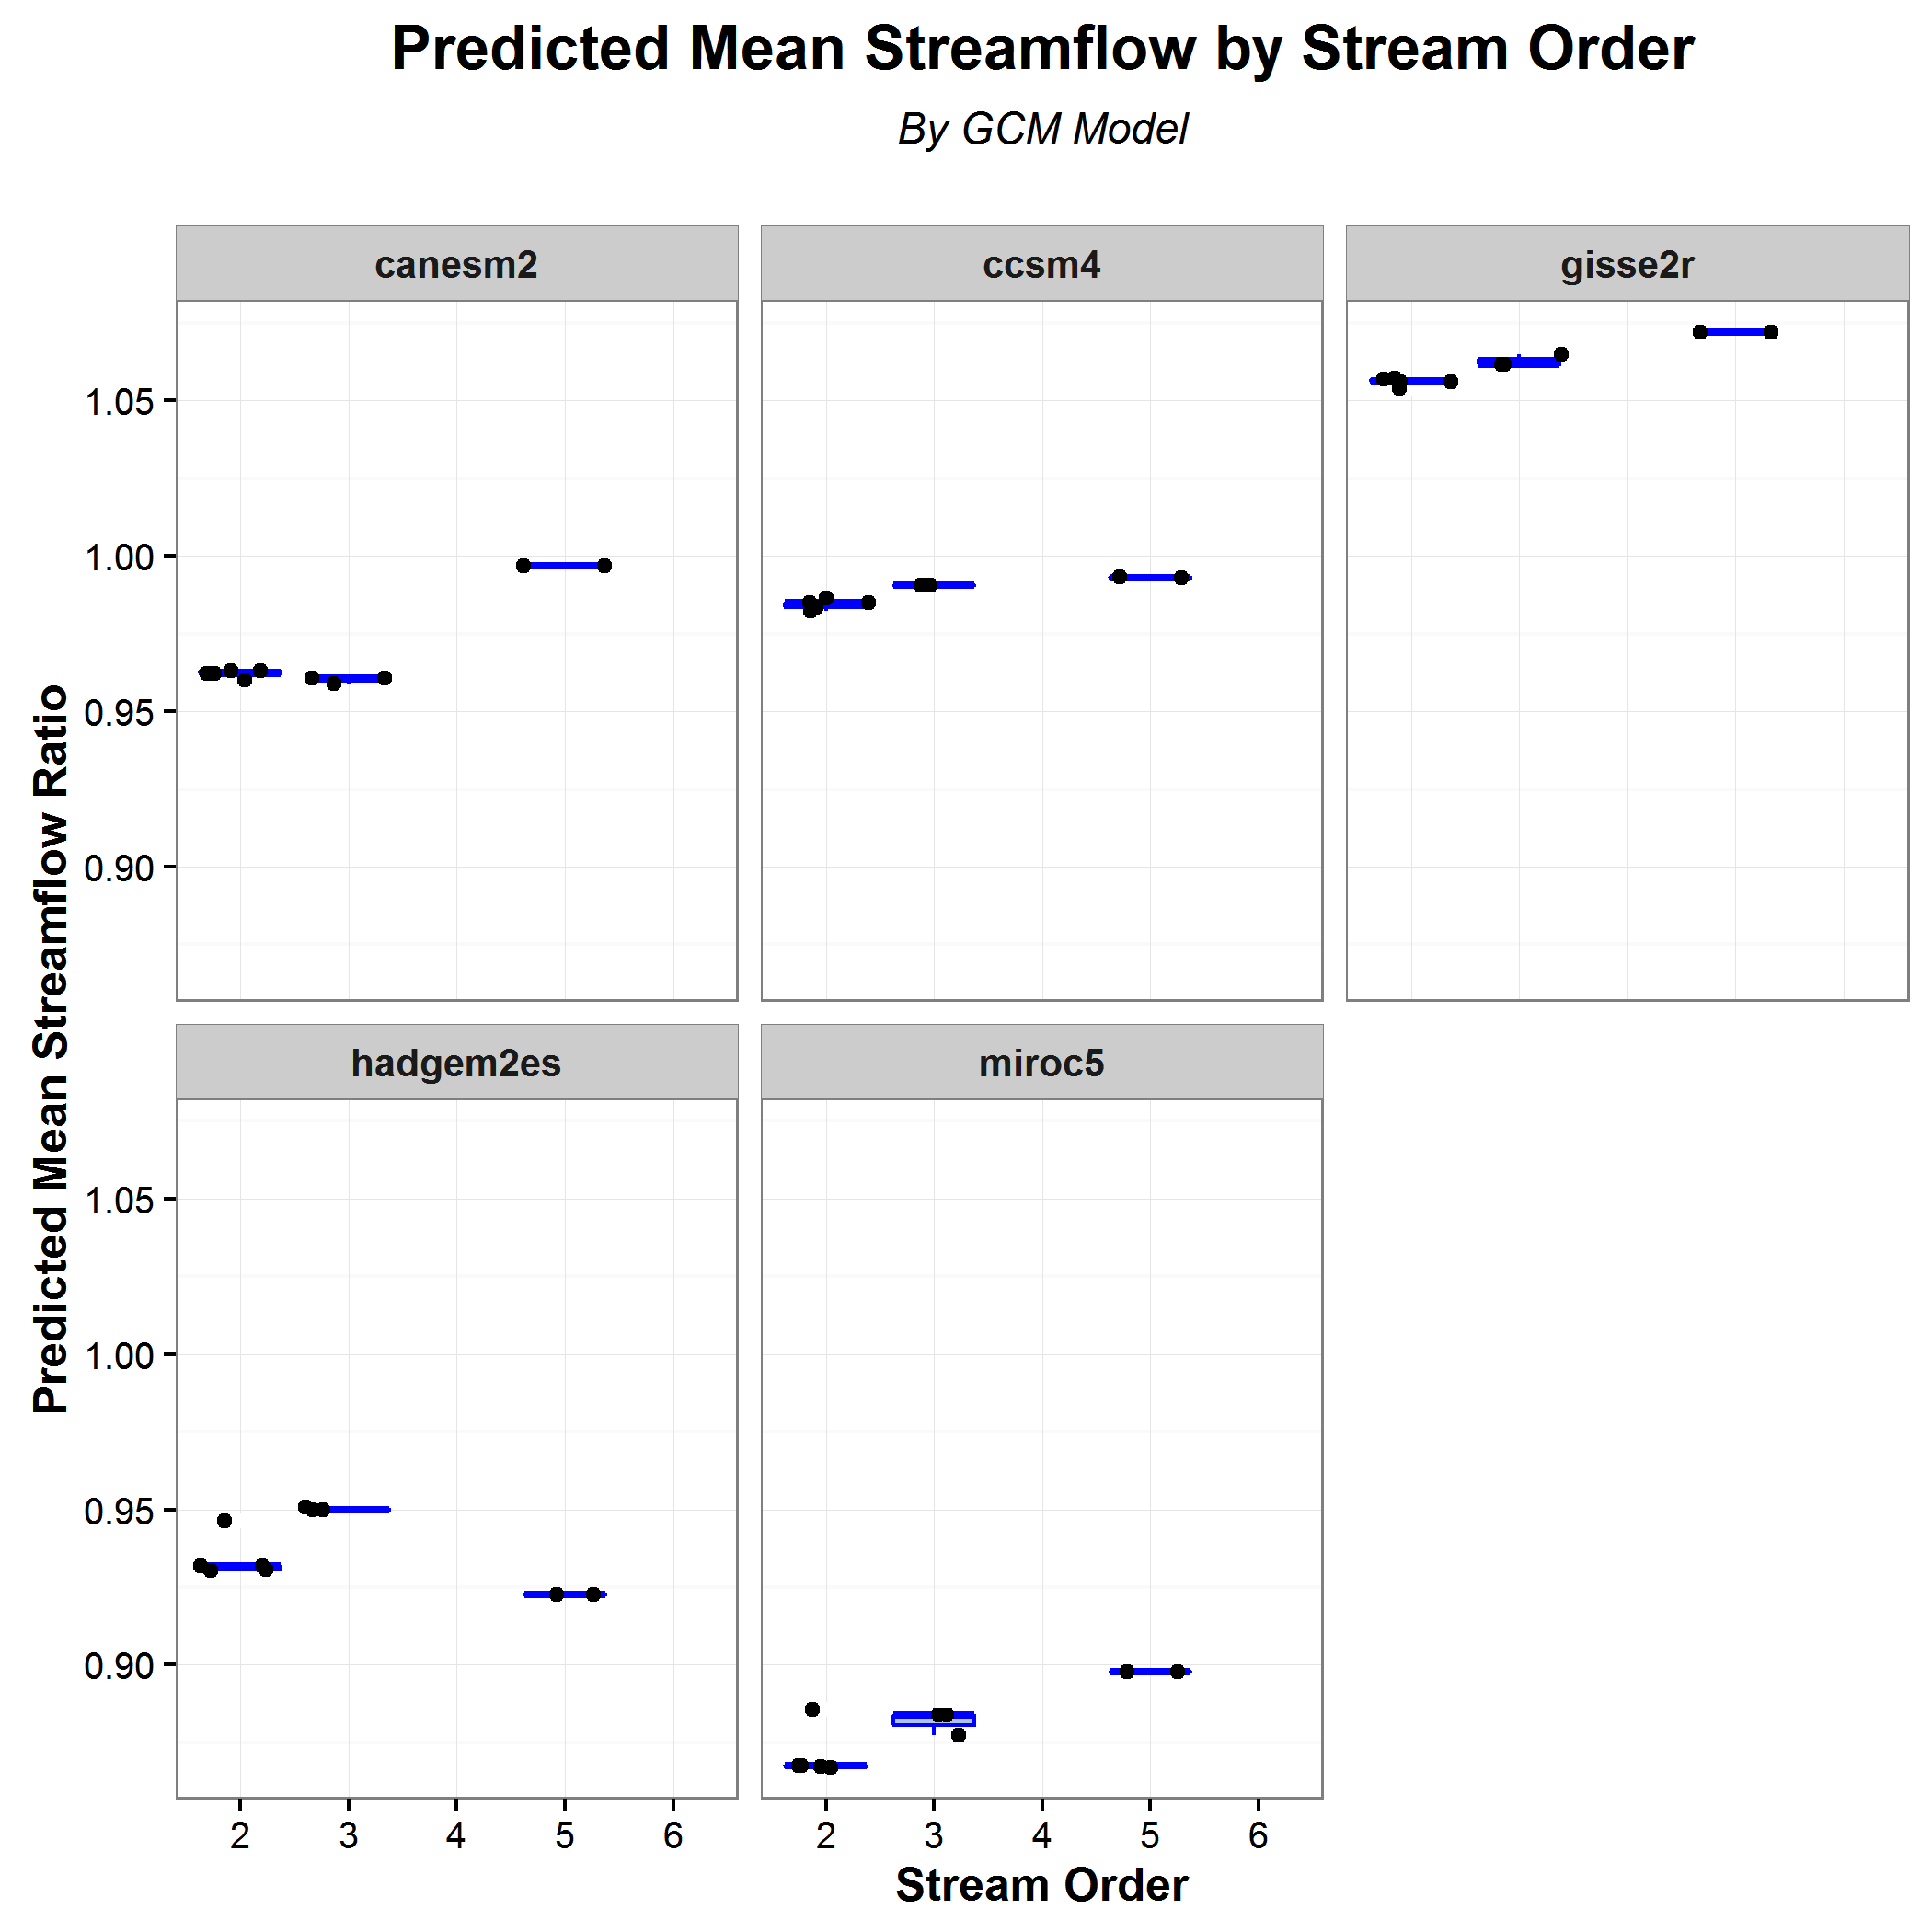 Predicted Mean Streamflow by Stream Order
By GCM Model
canesm2
ccsm4
gisse2r
1.05
1.00
0.95
0.90
Predicted Mean Streamflow Ratio
hadgem2es
miroc5
1.05
1.00
0.95
0.90
2 3 4 5 6
2 3 4 5 6
Stream Order